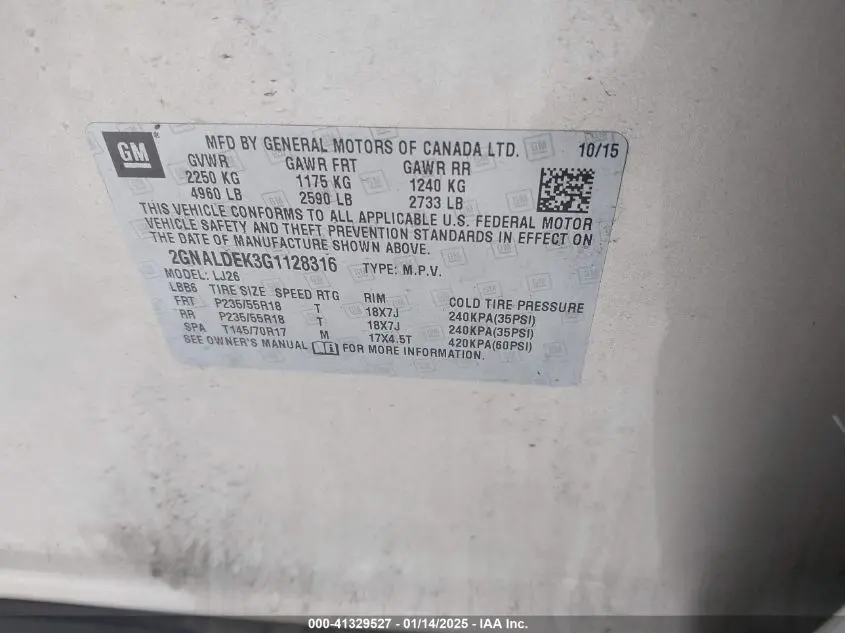 GM
MFD BY GENERAL MOTORS OF CANADA LTD. 10/15
GVWR GAWR FRT GAWR RR
2250 KG 1175 KG 1240 KG
4960 LB 2590 LB 2733 LB
THIS VEHICLE CONFORMS TO ALL APPLICABLE U.S. FEDERAL MOTOR
VEHICLE SAFETY AND THEFT PREVENTION STANDARDS IN EFFECT ON
THE DATE OF MANUFACTURE SHOWN ABOVE.
2GNALDEK3G1128316 TYPE: M.P.V.
MODEL: LJ26
LBB6 TIRE SIZE SPEED RTG RIM COLD TIRE PRESSURE
FRT P235/55R18 T 18X7J 240KPA(35PSI)
RR P235/55R18 T 18X7J 240KPA(35PSI)
SPA T145/70R17 M 17X4.5T 420KPA(60PSI)
SEE OWNER'S MANUAL FOR MORE INFORMATION.
000-41329527 - 01/14/2025 - IAA Inc.